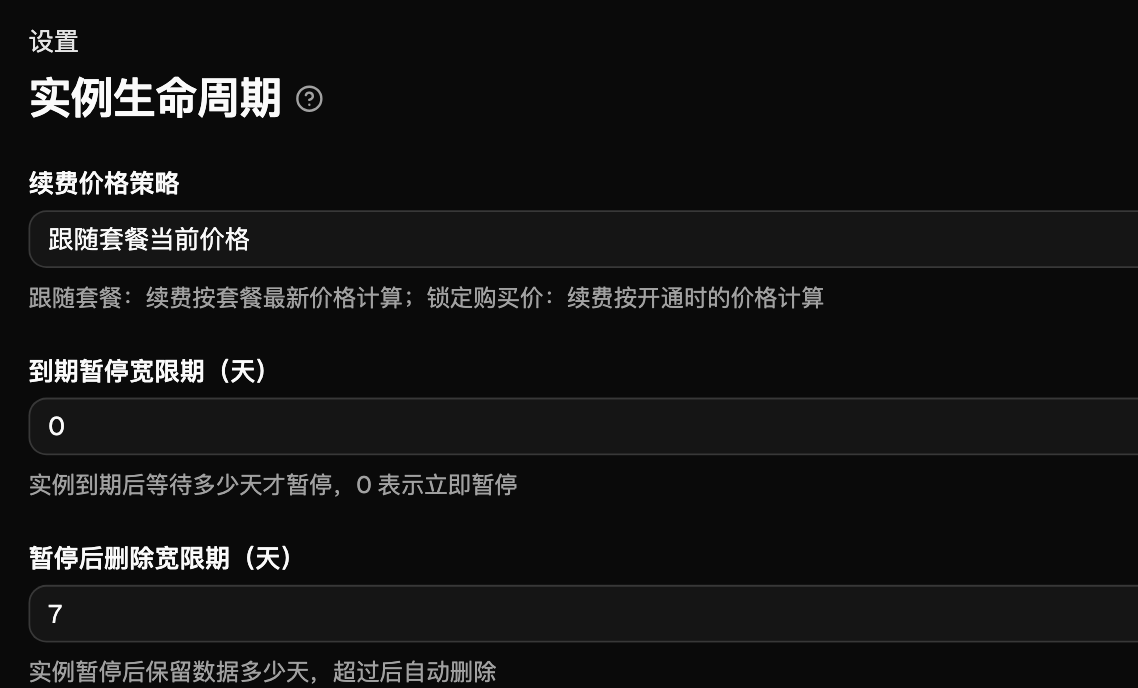 设置
实例生命周期 ?
续费价格策略
跟随套餐当前价格
跟随套餐：续费按套餐最新价格计算；锁定购买价：续费按开通时的价格计算
到期暂停宽限期（天）
0
实例到期后等待多少天才暂停，0 表示立即暂停
暂停后删除宽限期（天）
7
实例暂停后保留数据多少天，超过后自动删除